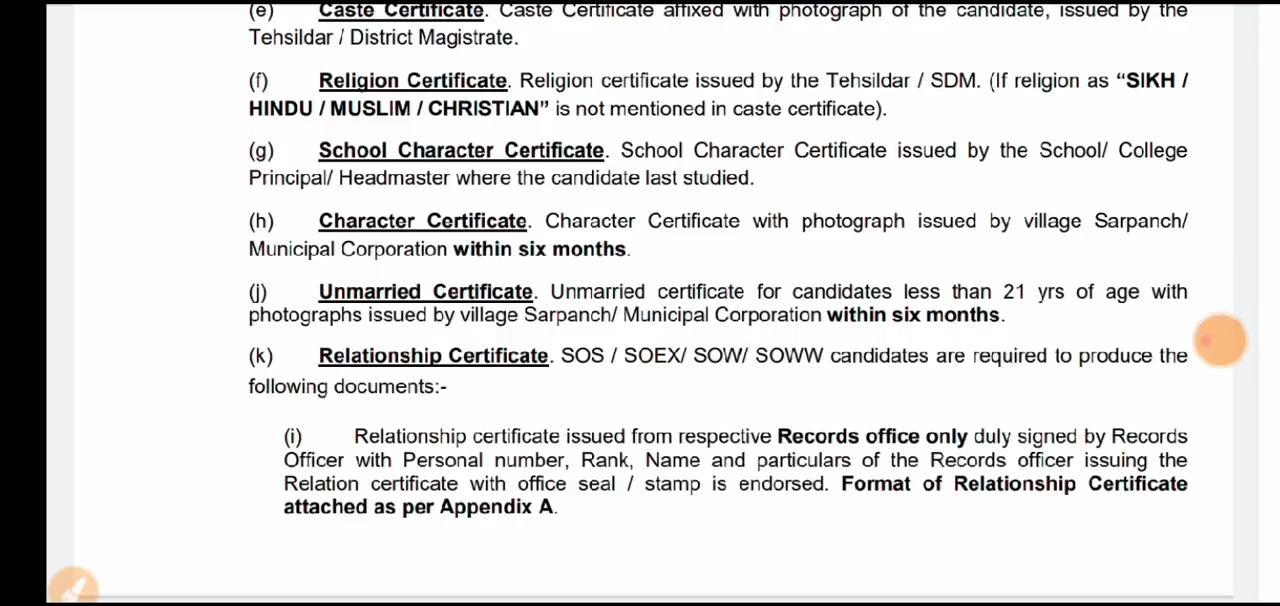 (e) Caste Certificate. Caste Certificate affixed with photograph of the candidate, issued by the
Tehsildar / District Magistrate.
(f) Religion Certificate. Religion certificate issued by the Tehsildar / SDM. (If religion as “SIKH /
HINDU / MUSLIM / CHRISTIAN” is not mentioned in caste certificate).
(g) School Character Certificate. School Character Certificate issued by the School/ College
Principal/ Headmaster where the candidate last studied.
(h) Character Certificate. Character Certificate with photograph issued by village Sarpanch/
Municipal Corporation within six months.
(j) Unmarried Certificate. Unmarried certificate for candidates less than 21 yrs of age with
photographs issued by village Sarpanch/ Municipal Corporation within six months.
(k) Relationship Certificate. SOS / SOEX/ SOW/ SOWW candidates are required to produce the
following documents:-
(i) Relationship certificate issued from respective Records office only duly signed by Records
Officer with Personal number, Rank, Name and particulars of the Records officer issuing the
Relation certificate with office seal / stamp is endorsed. Format of Relationship Certificate
attached as per Appendix A.